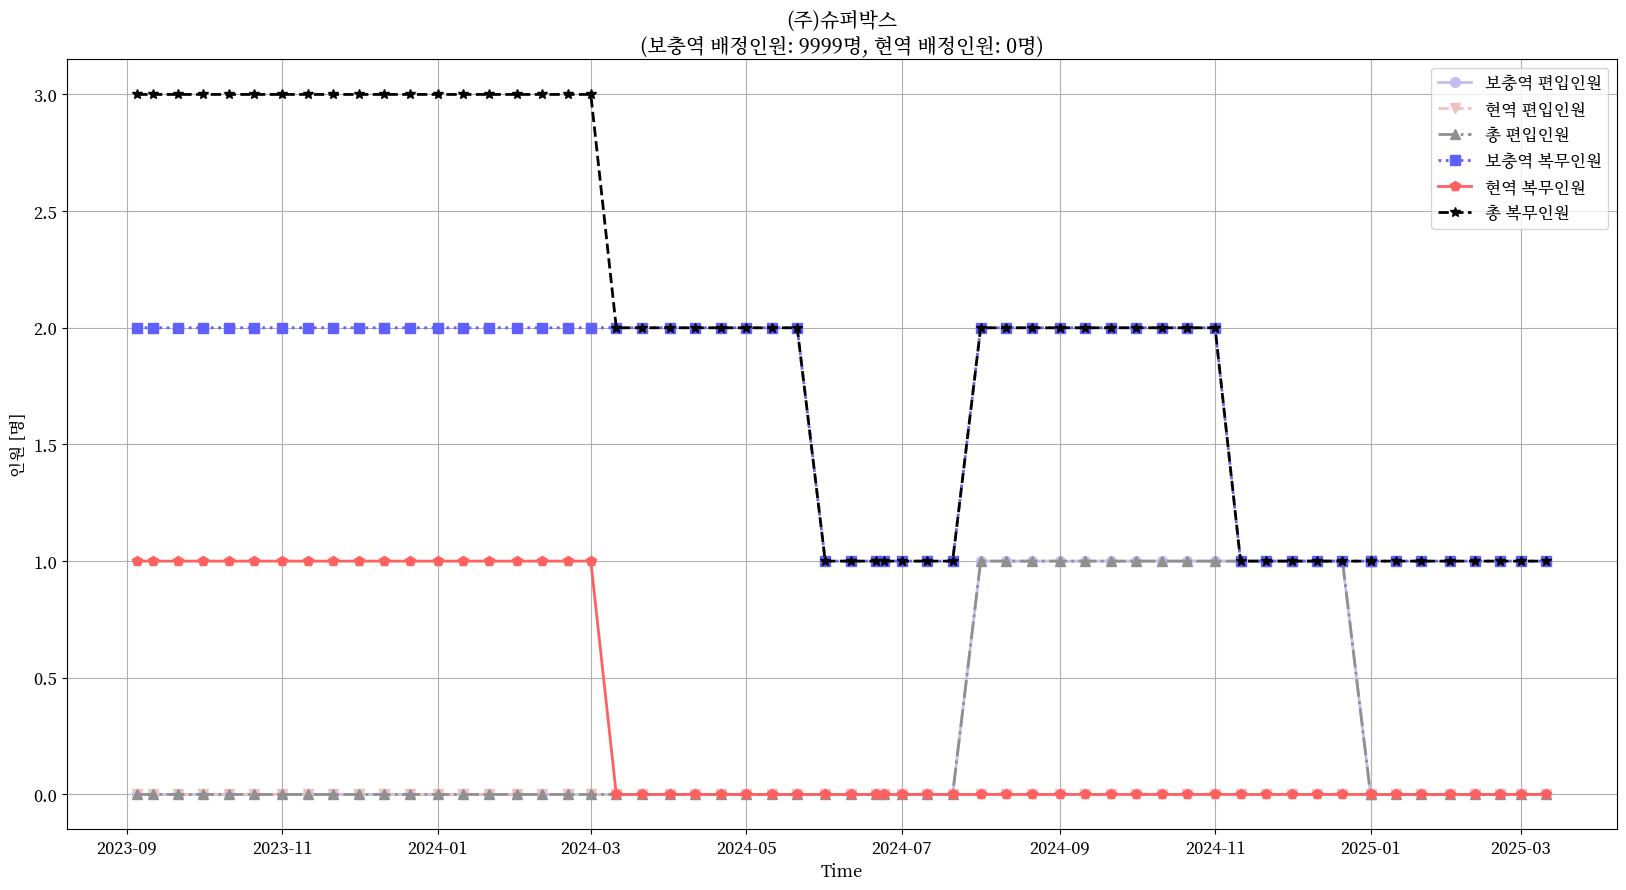 (주)슈퍼박스
(보충역 배정인원: 9999명, 현역 배정인원: 0명)
보충역 편입인원
현역 편입인원
총 편입인원
보충역 복무인원
현역 복무인원
총 복무인원
인원 [명]
3.0
2.5
2.0
1.5
1.0
0.5
0.0
2023-09
2023-11
2024-01
2024-03
2024-05
2024-07
2024-09
2024-11
2025-01
2025-03
Time